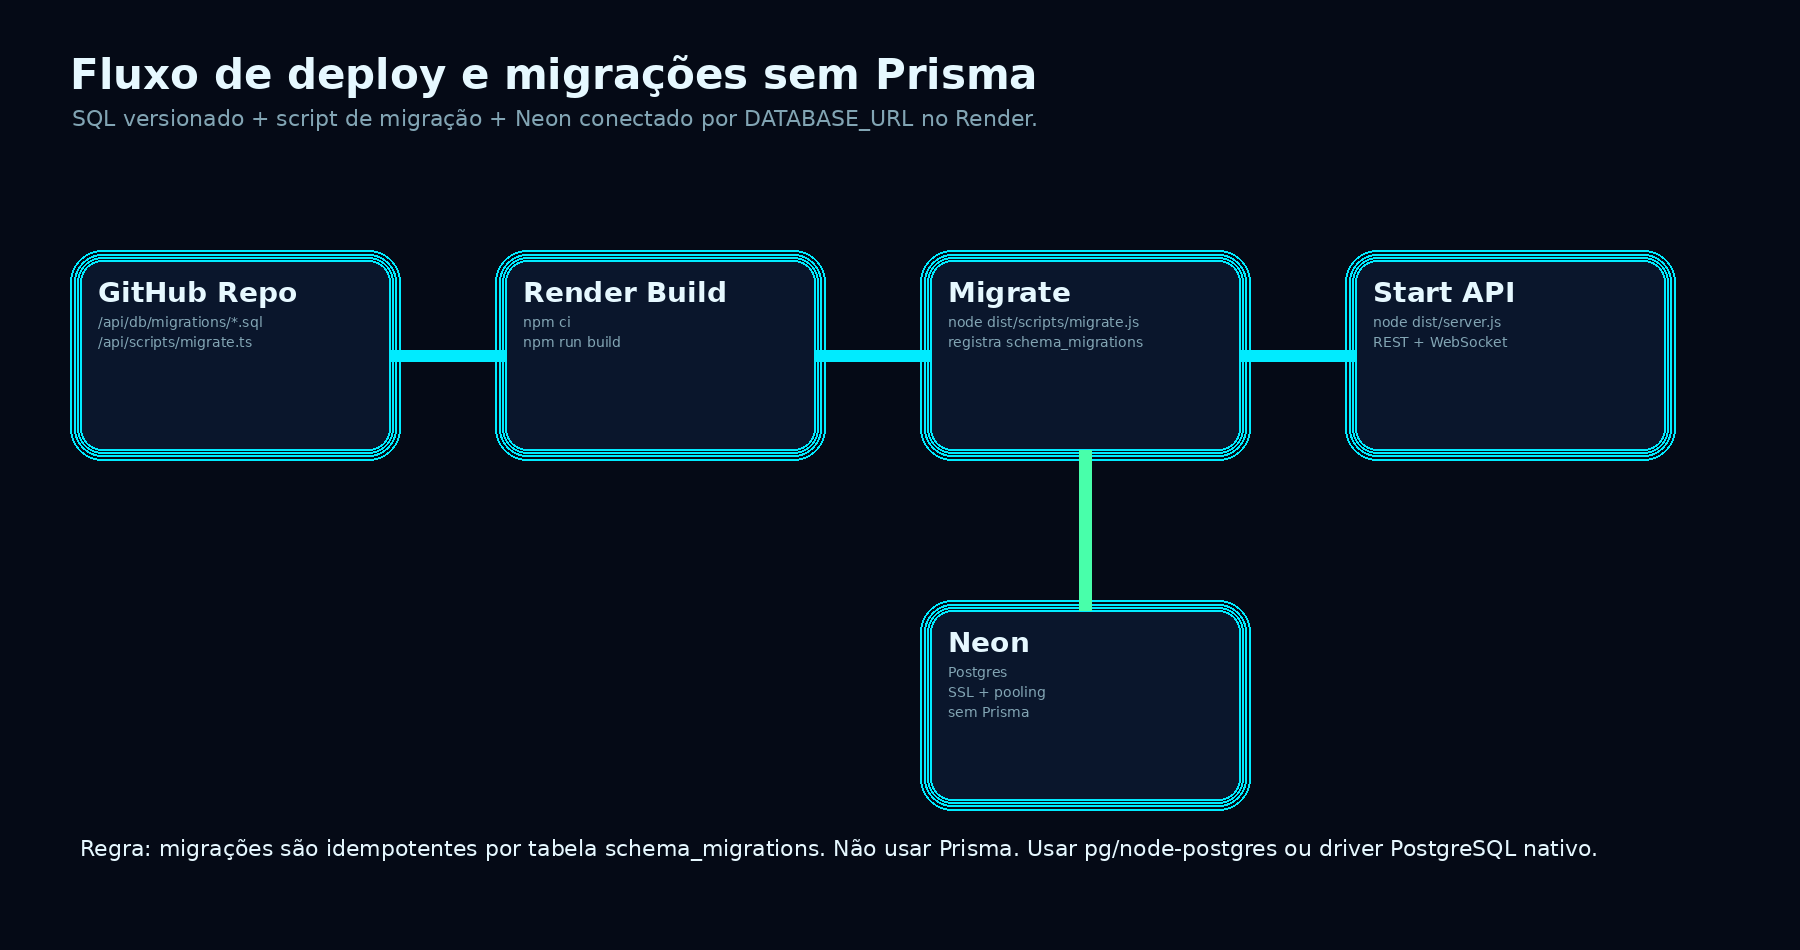 Fluxo de deploy e migrações sem Prisma
SQL versionado + script de migração + Neon conectado por DATABASE_URL no Render.
GitHub Repo
/api/db/migrations/*.sql
/api/scripts/migrate.ts
Render Build
npm ci
npm run build
Migrate
node dist/scripts/migrate.js
registra schema_migrations
Start API
node dist/server.js
REST + WebSocket
Neon
Postgres
SSL + pooling
sem Prisma
Regra: migrações são idempotentes por tabela schema_migrations. Não usar Prisma. Usar pg/node-postgres ou driver PostgreSQL nativo.